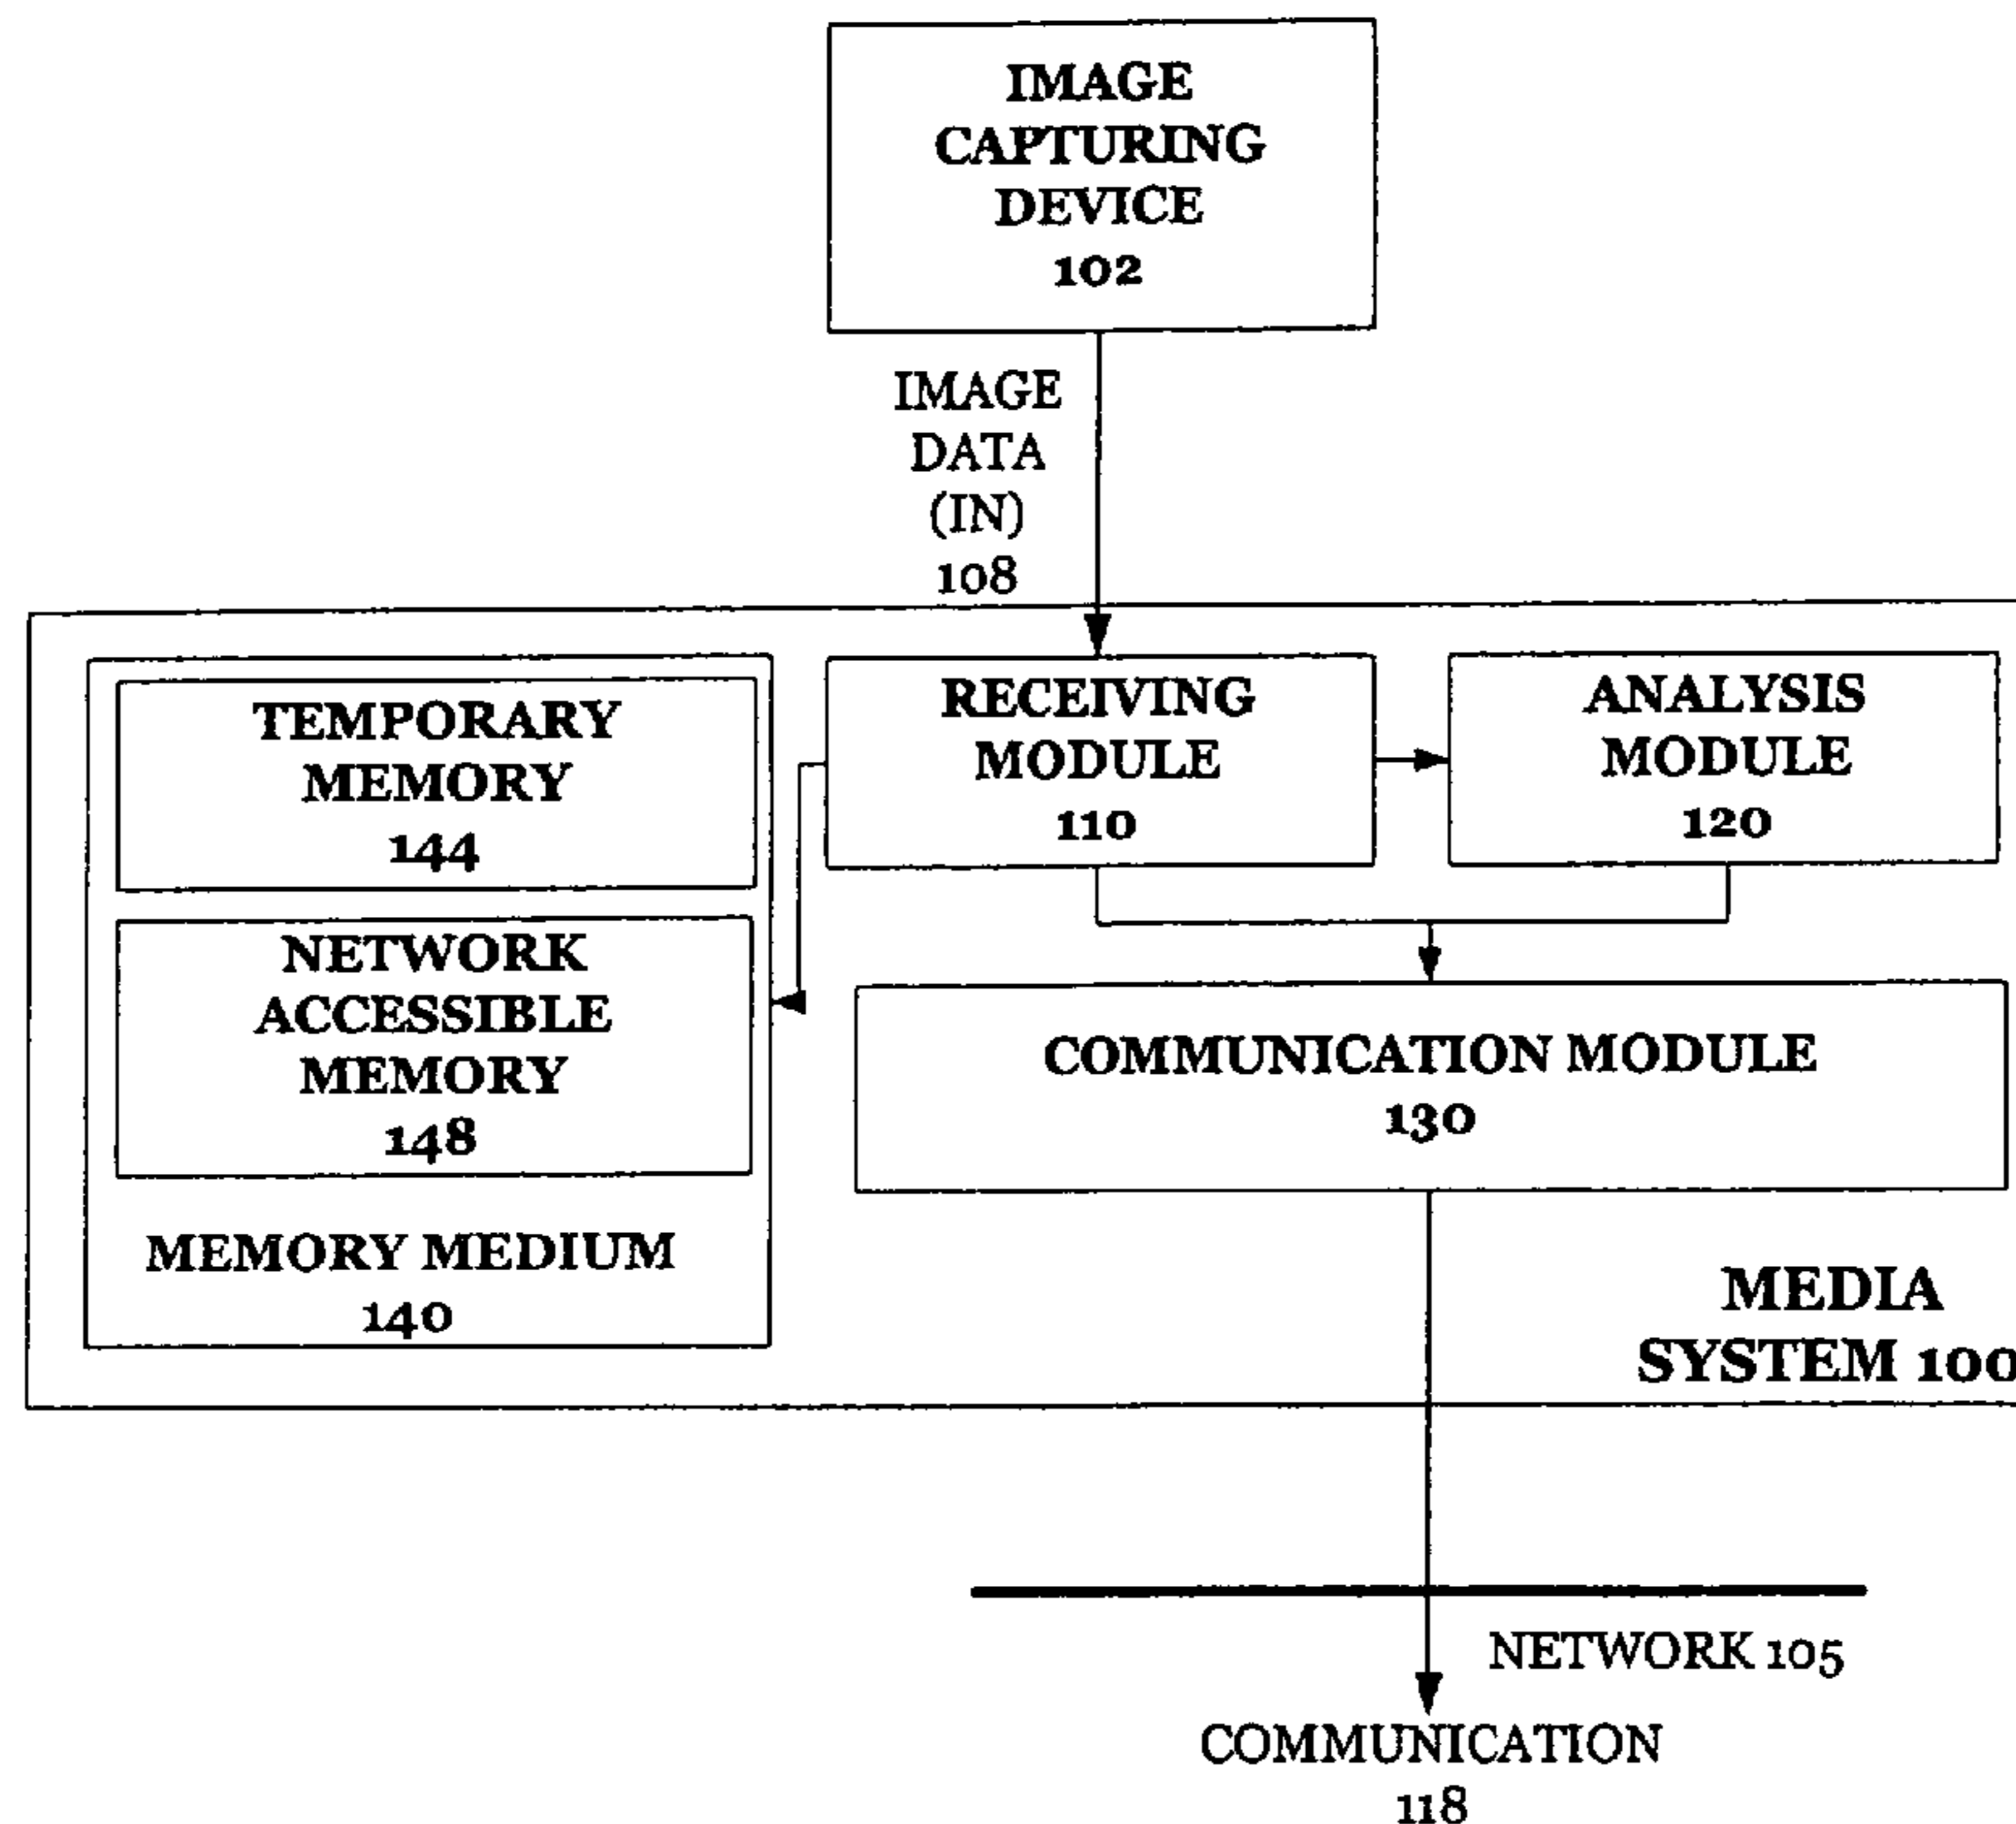 IMAGE
CAPTURING
DEVICE
102
IMAGE
DATA
(IN)
108
TEMPORARY
MEMORY
144
NETWORK
ACCESSIBLE
MEMORY
148
MEMORY MEDIUM
140
RECEIVING
MODULE
110
ANALYSIS
MODULE
120
COMMUNICATION MODULE
130
MEDIA
SYSTEM 100
NETWORK 105
COMMUNICATION
118